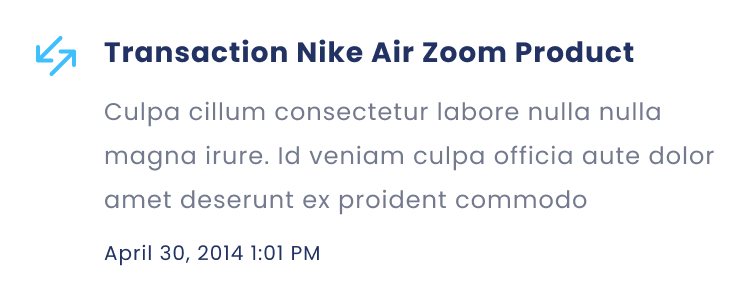 Transaction Nike Air Zoom Product
Culpa cillum consectetur labore nulla nulla
magna irure. Id veniam culpa officia aute dolor
amet deserunt ex proident commodo
April 30, 2014 1:01 PM